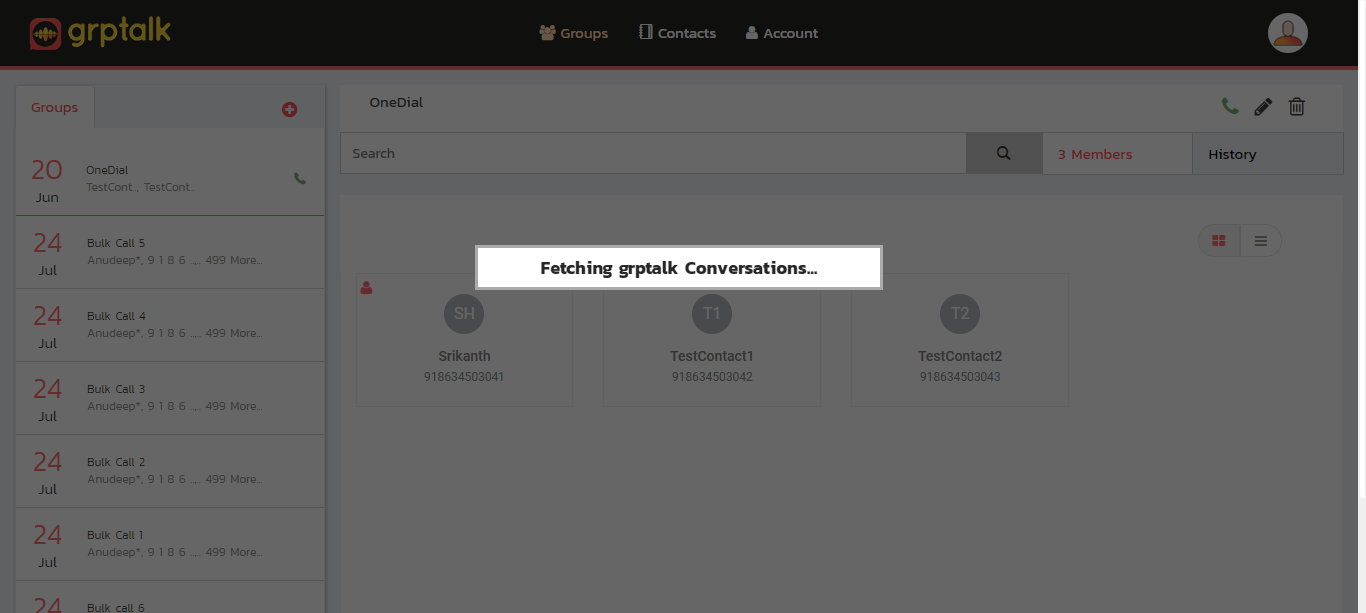 grptalk
Groups
Contacts
Account
Groups
20
Jun
OneDial
TestCont.., TestCont..
24
Jul
Bulk Call 5
Anudeep*, 9 1 8 6 ..,.. 499 More...
24
Jul
Bulk Call 4
Anudeep*, 9 1 8 6 ..,.. 499 More...
24
Jul
Bulk Call 3
Anudeep*, 9 1 8 6 ..,.. 499 More...
24
Jul
Bulk Call 2
Anudeep*, 9 1 8 6 ..,.. 499 More...
24
Jul
Bulk Call 1
Anudeep*, 9 1 8 6 ..,.. 499 More...
24
Bulk call 6
OneDial
Search
3 Members
History
Fetching grptalk Conversations...
SH
Srikanth
918634503041
T1
TestContact1
918634503042
T2
TestContact2
918634503043